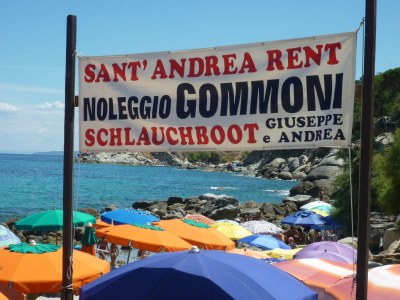 SANT'ANDREA RENT
NOLEGGIO GOMMONI
SCHLAUCHBOOT GIUSEPPE
e ANDREA